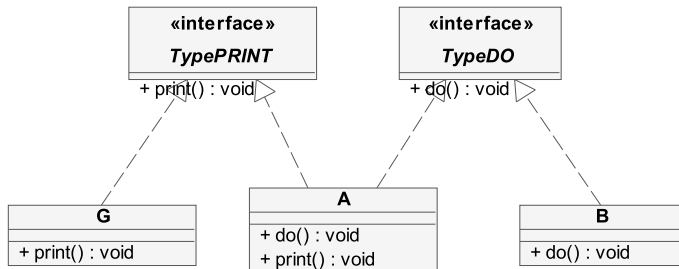 «interface»
TypePRINT
+ print() : void
«interface»
TypeDO
+ do() : void
G
+ print() : void
A
+ do() : void
+ print() : void
B
+ do() : void